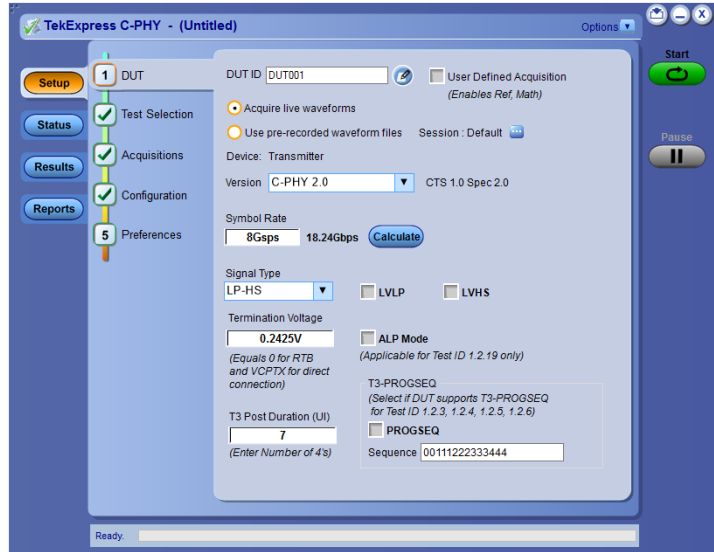 TekExpress C-PHY - (Untitled)
Options
Start
Pause
Setup
Status
Results
Reports
1 DUT
Test Selection
Acquisitions
Configuration
5 Preferences
DUT ID DUT001
User Defined Acquisition
(Enables Ref, Math)
Acquire live waveforms
Use pre-recorded waveform files Session : Default
Device: Transmitter
Version C-PHY 2.0 CTS 1.0 Spec 2.0
Symbol Rate
8Gsps 18.24Gbps Calculate
Signal Type
LP-HS LVLP LVHS
Termination Voltage
0.2425V
ALP Mode
(Equals 0 for RTB
and VCPTX for direct
connection)
(Applicable for Test ID 1.2.19 only)
T3-PROGSEQ
(Select if DUT supports T3-PROGSEQ
for Test ID 1.2.3, 1.2.4, 1.2.5, 1.2.6)
PROGSEQ
Sequence 00111222333444
T3 Post Duration (UI)
7
(Enter Number of 4's)
Ready.